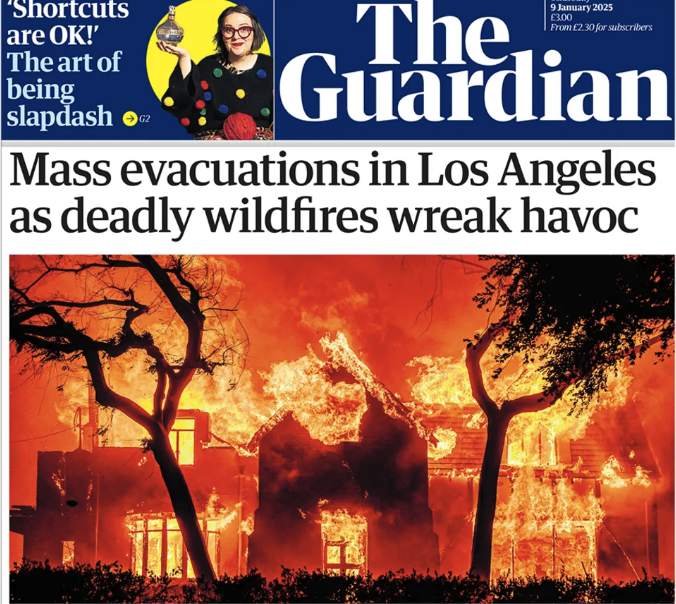 'Shortcuts
are OK!'
The art of
being
slapdash
G2
The
Guardian
9 January 2025
£3.00
From £2.30 for subscribers
Mass evacuations in Los Angeles
as deadly wildfires wreak havoc